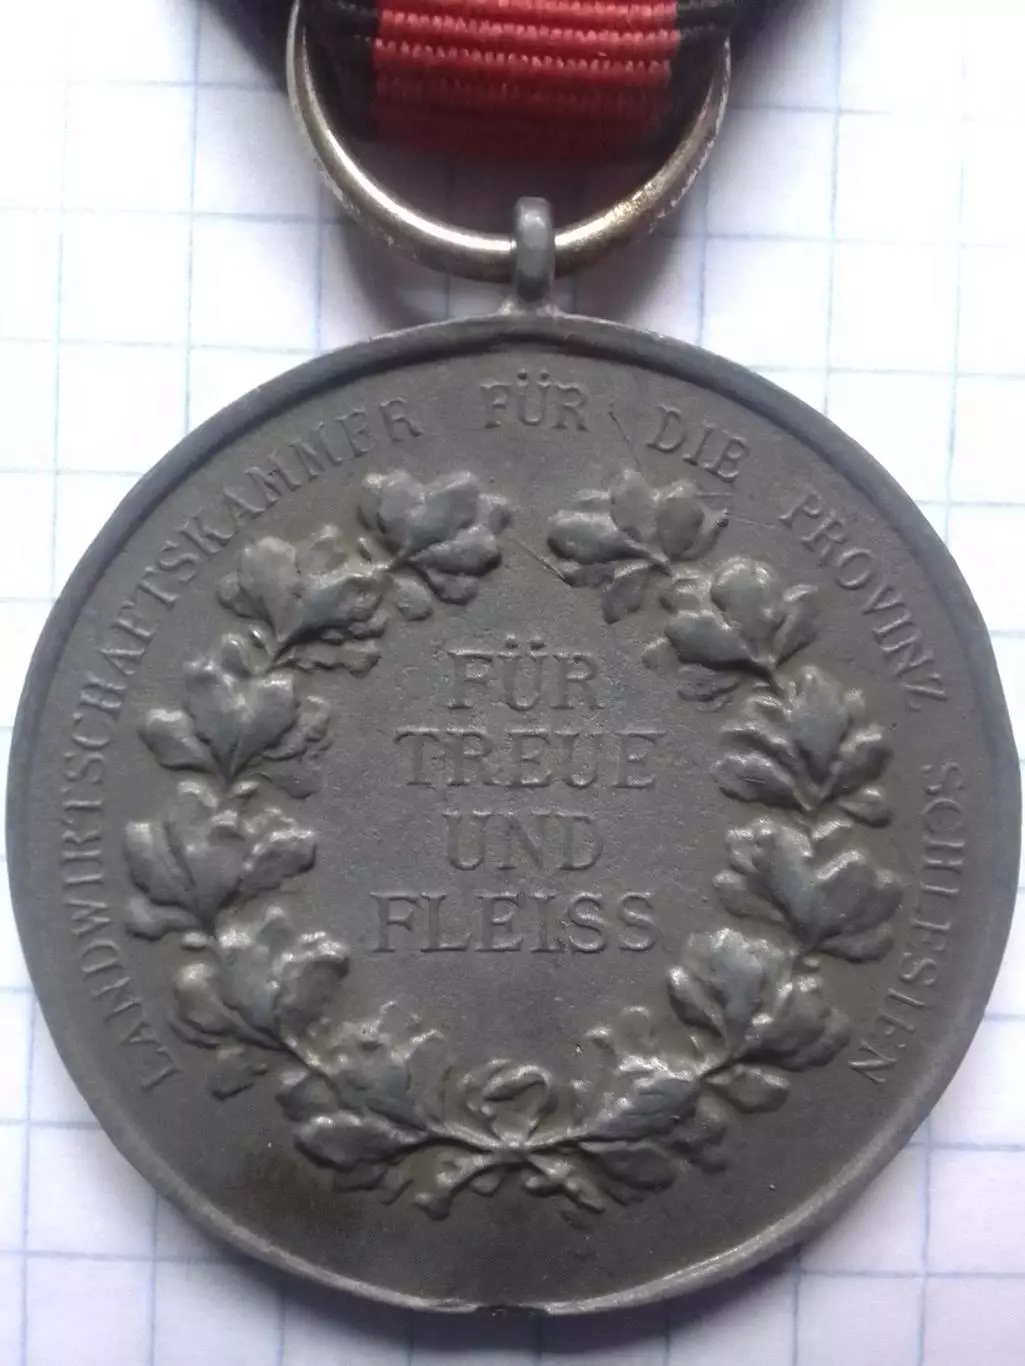 LANDWIRTSCHAFTSKAMMER FÜR DIE PROVINZ SCHLESIEN
FÜR
TREUE
UND
FLEISS